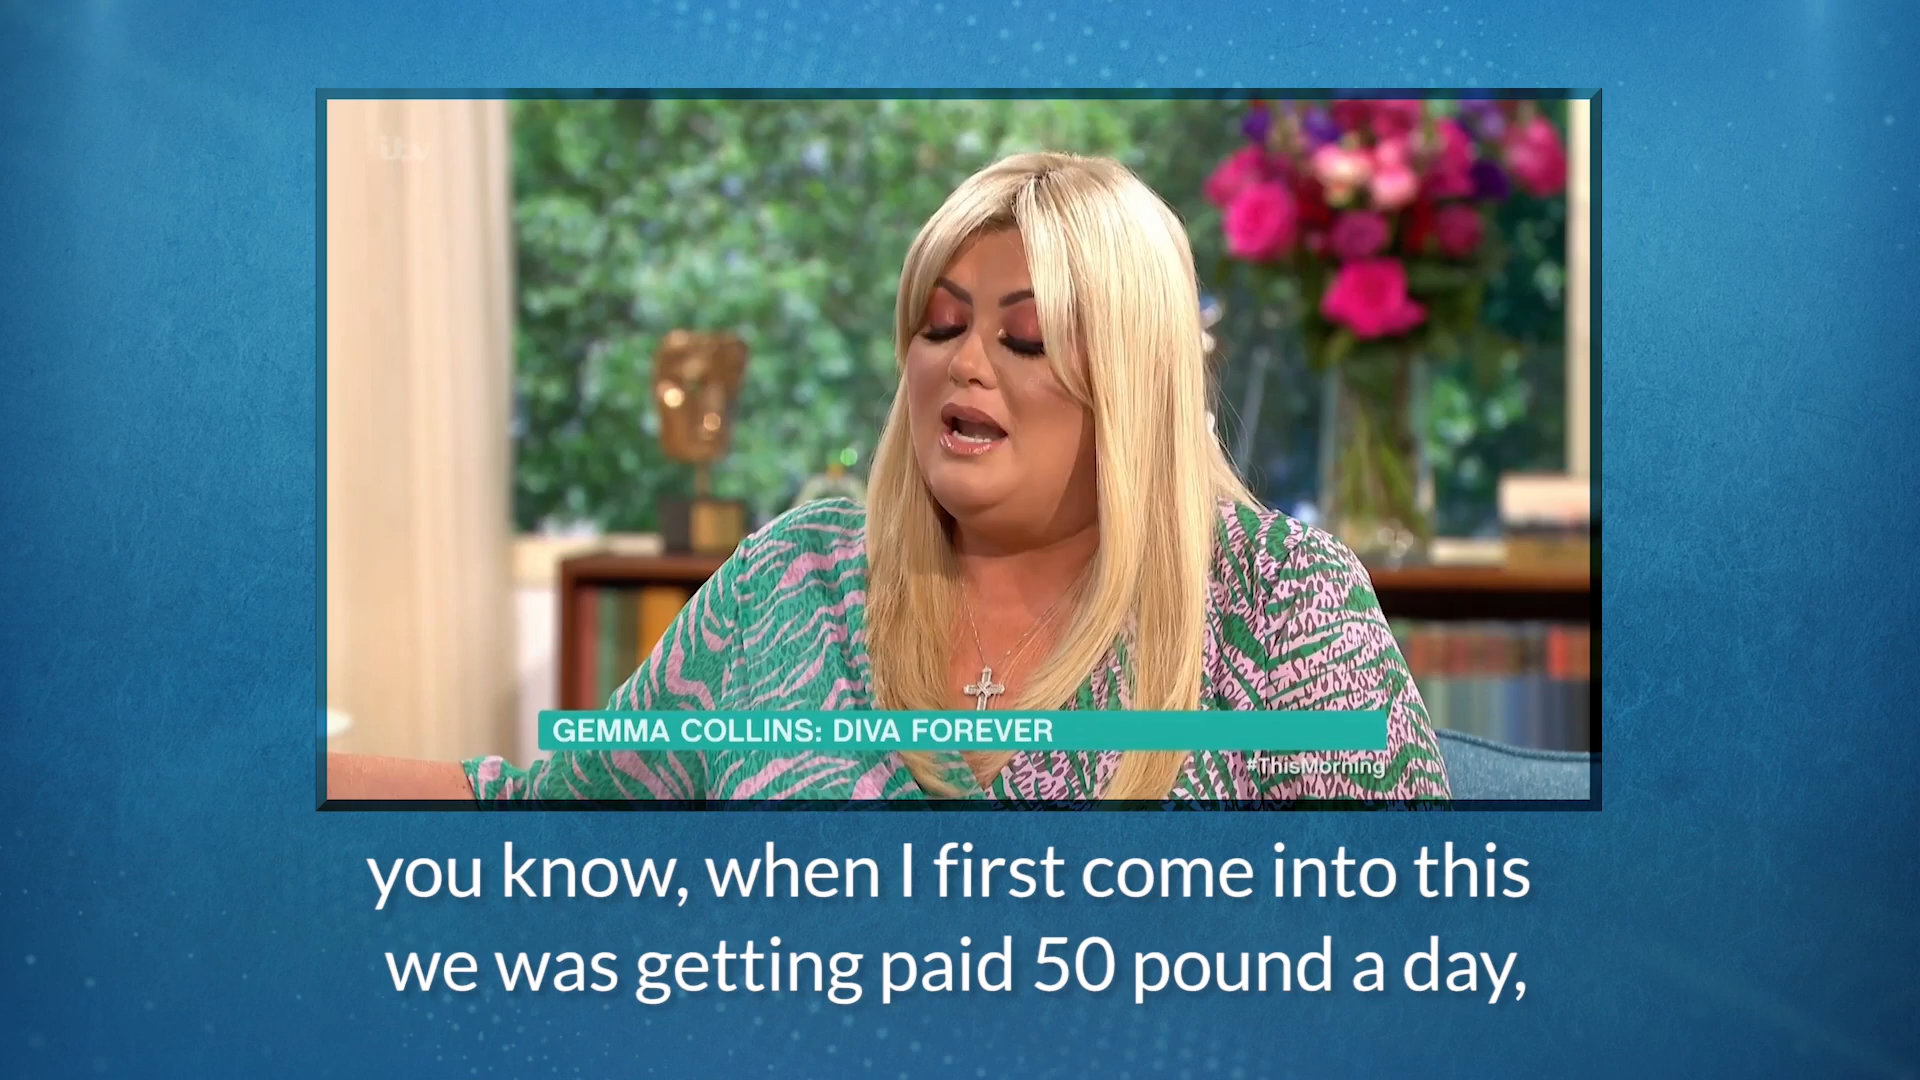 itv
GEMMA COLLINS: DIVA FOREVER
#ThisMorning
you know, when I first come into this
we was getting paid 50 pound a day,